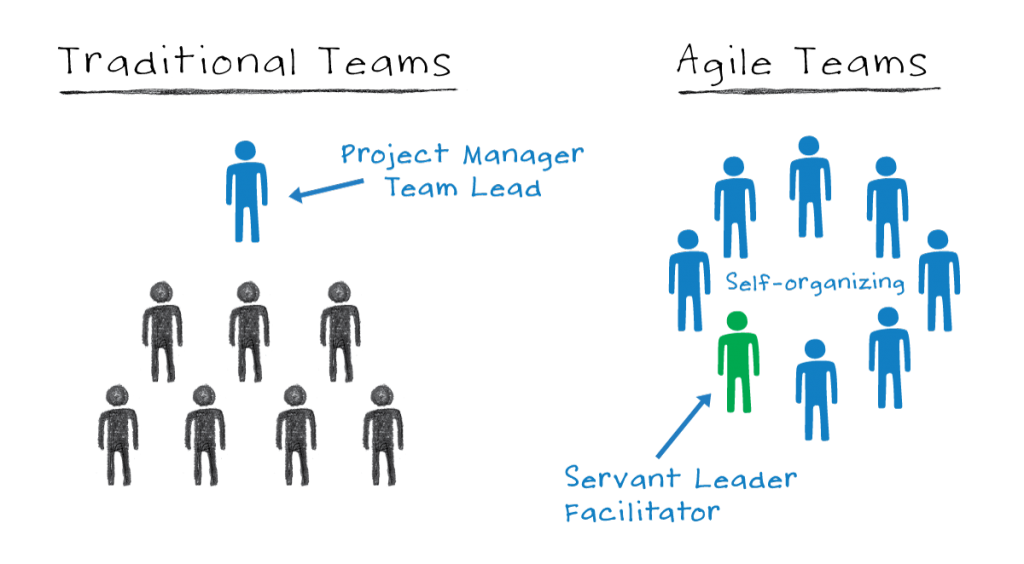 Traditional Teams
Project Manager
Team Lead
Agile Teams
Self-organizing
Servant Leader
Facilitator